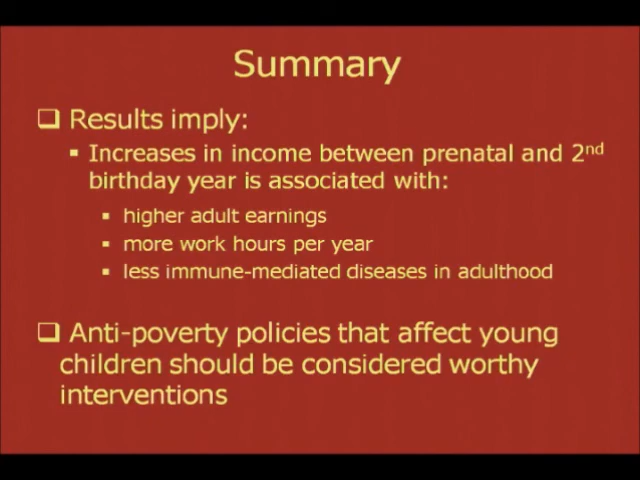 Summary
Results imply:
Increases in income between prenatal and 2nd
birthday year is associated with:
higher adult earnings
more work hours per year
less immune-mediated diseases in adulthood
Anti-poverty policies that affect young
children should be considered worthy
interventions